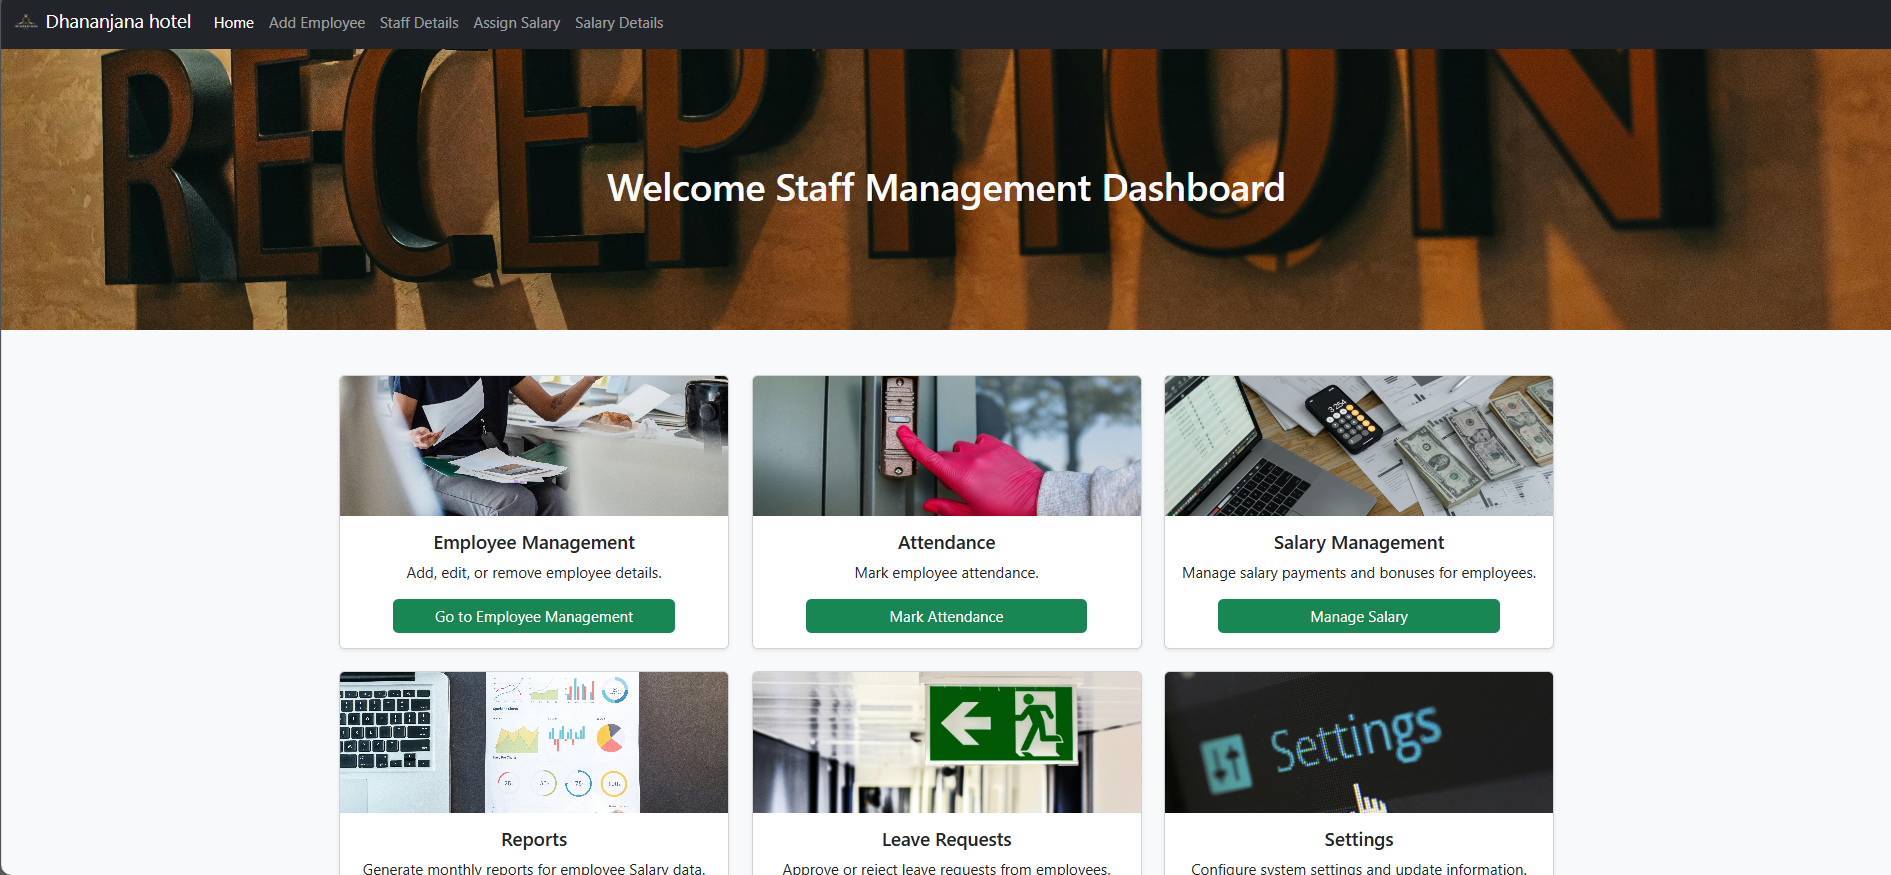 Dhananjana hotel Home Add Employee Staff Details Assign Salary Salary Details
RECEPTION
Welcome Staff Management Dashboard
3,254
Employee Management
Add, edit, or remove employee details.
Go to Employee Management
Attendance
Mark employee attendance.
Mark Attendance
Salary Management
Manage salary payments and bonuses for employees.
Manage Salary
Reports
Generate monthly reports for employee Salary data.
Leave Requests
Approve or reject leave requests from employees.
Settings
Settings
Configure system settings and update information.